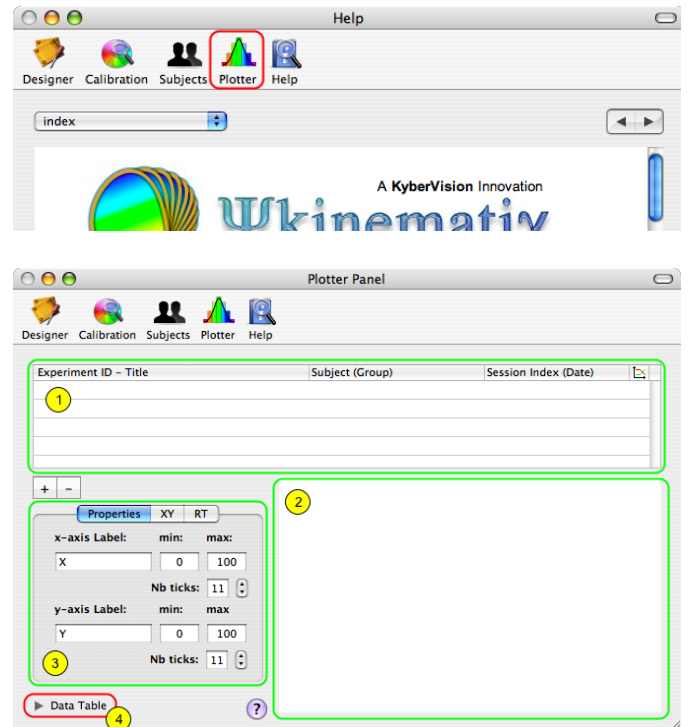 Help
Designer Calibration Subjects Plotter Help
index
A KyberVision Innovation
Ψkinematix
Plotter Panel
Designer Calibration Subjects Plotter Help
Experiment ID – Title Subject (Group) Session Index (Date)
1
+ −
2
Properties XY RT
x-axis Label: min: max:
X 0 100
Nb ticks: 11
y-axis Label: min: max
Y 0 100
3 Nb ticks: 11
Data Table ?
4